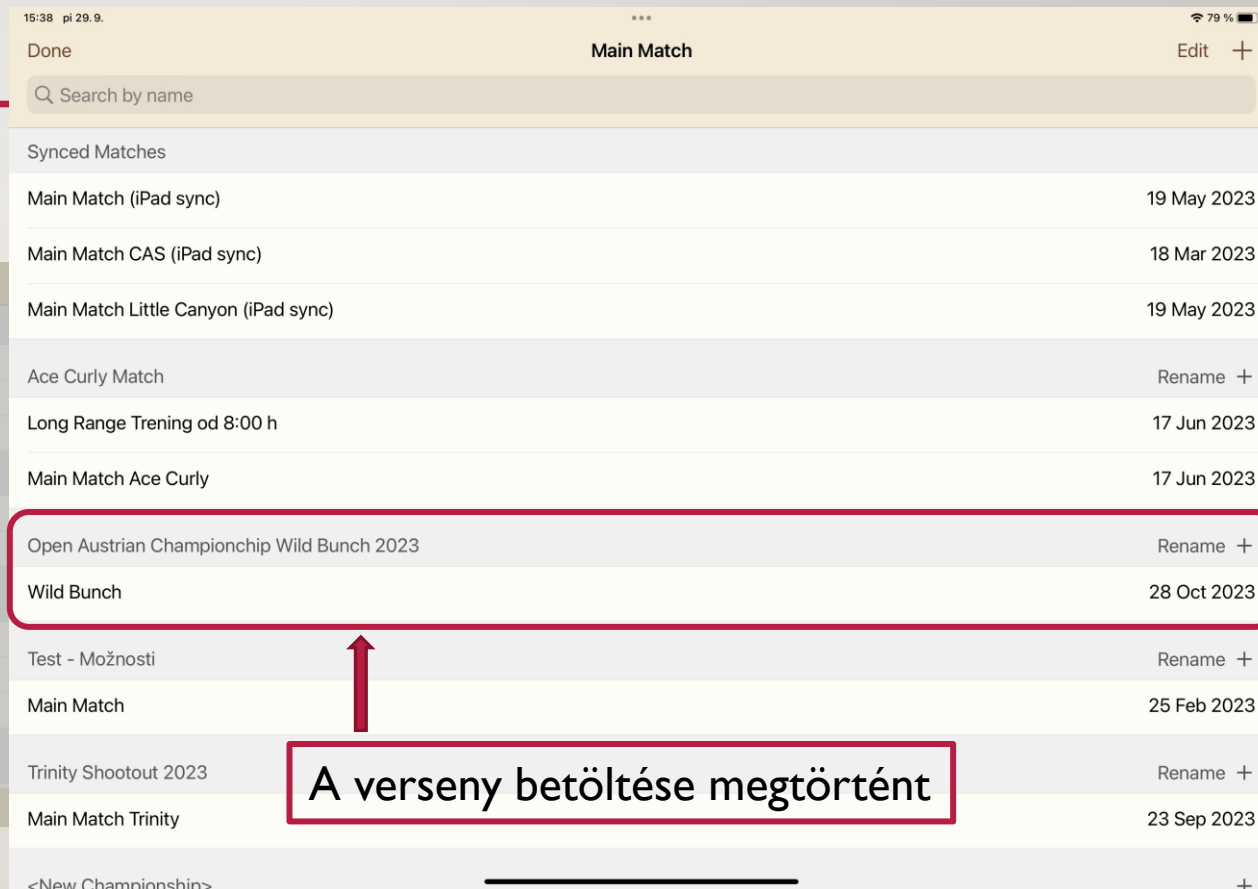 15:38 pi 29. 9.
79 %
Done Main Match Edit +
Search by name
Synced Matches
Main Match (iPad sync) 19 May 2023
Main Match CAS (iPad sync) 18 Mar 2023
Main Match Little Canyon (iPad sync) 19 May 2023
Ace Curly Match Rename +
Long Range Trening od 8:00 h 17 Jun 2023
Main Match Ace Curly 17 Jun 2023
Open Austrian Championchip Wild Bunch 2023 Rename +
Wild Bunch 28 Oct 2023
Test - Možnosti Rename +
Main Match 25 Feb 2023
Trinity Shootout 2023 Rename +
A verseny betöltése megtörtént
Main Match Trinity 23 Sep 2023
<New Championship> +